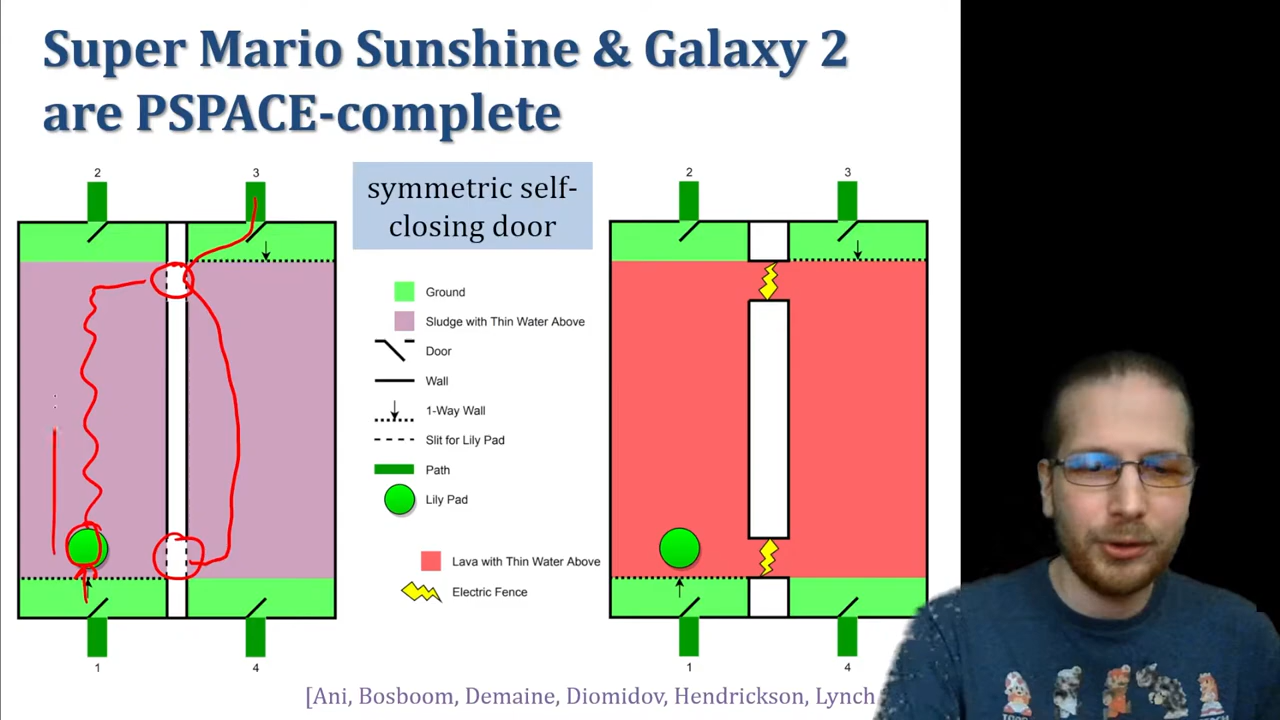 Super Mario Sunshine & Galaxy 2
are PSPACE-complete
2
3
symmetric self-
closing door
2
3
Ground
Sludge with Thin Water Above
Door
Wall
1-Way Wall
Slit for Lily Pad
Path
Lily Pad
Lava with Thin Water Above
Electric Fence
1
4
1
4
[Ani, Bosboom, Demaine, Diomidov, Hendrickson, Lynch